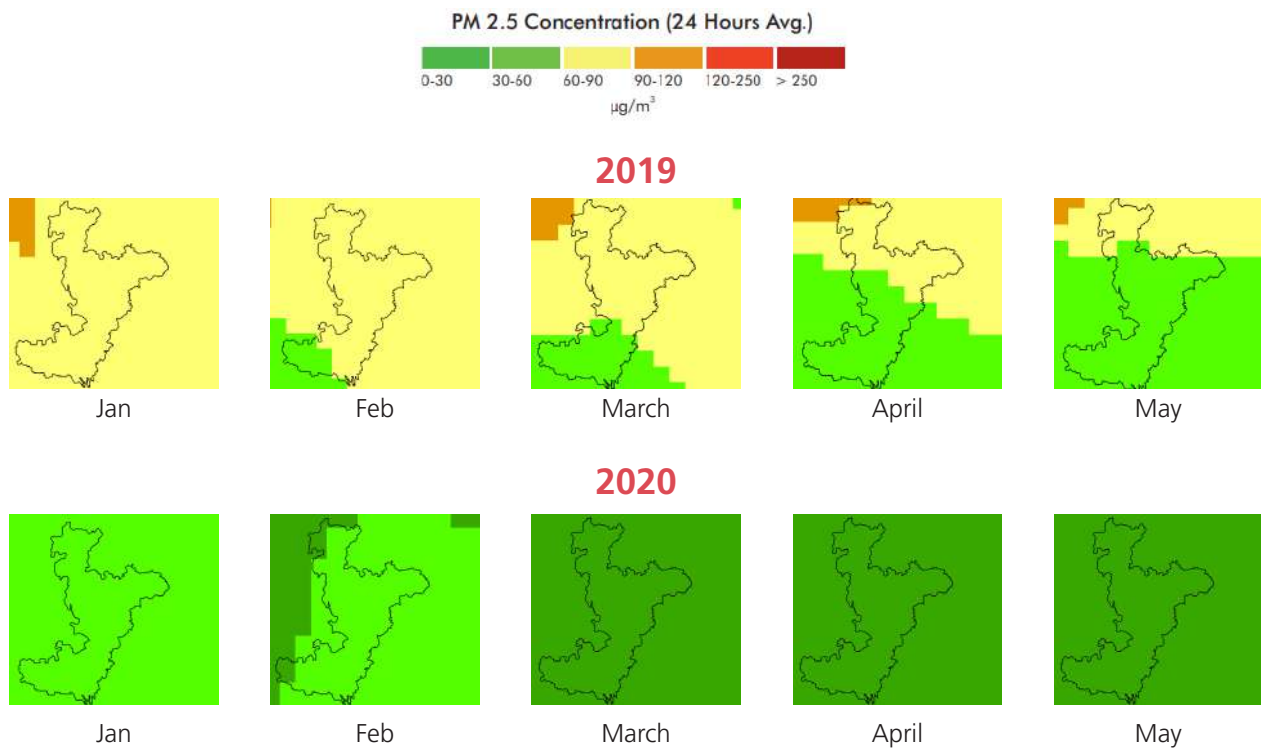 PM 2.5 Concentration (24 Hours Avg.)
0-30 30-60 60-90 90-120 120-250 > 250
µg/m³
2019
Jan Feb March April May
2020
Jan Feb March April May